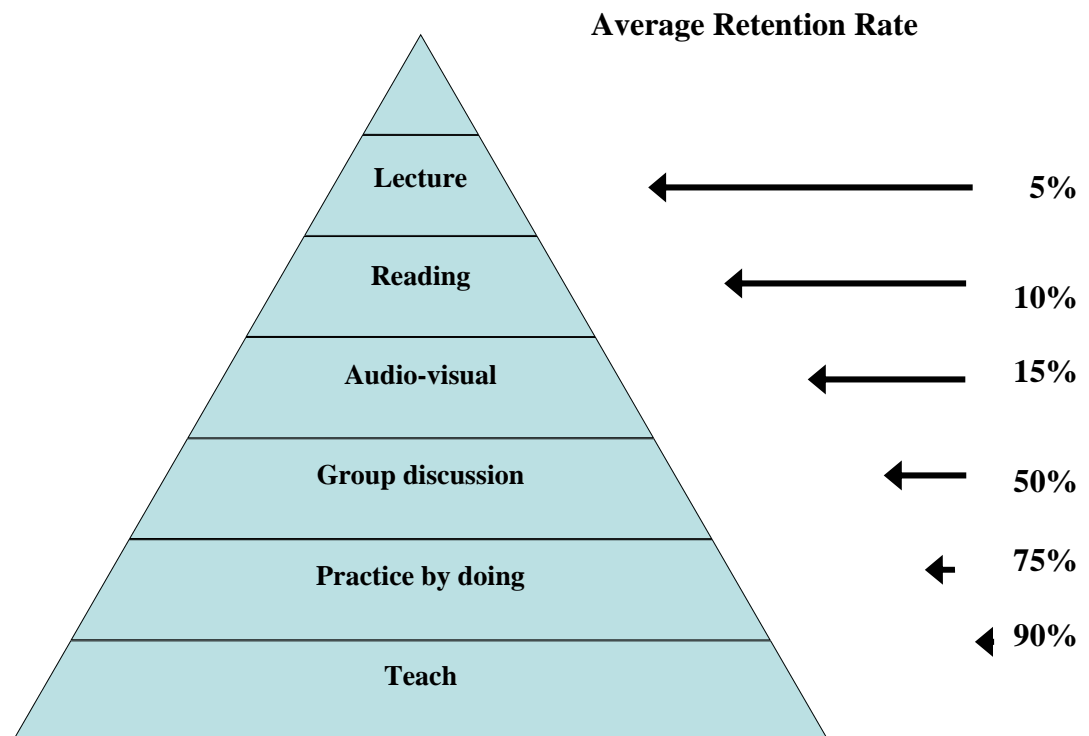 Average Retention Rate
Lecture
5%
Reading
10%
Audio-visual
15%
Group discussion
50%
Practice by doing
75%
Teach
90%